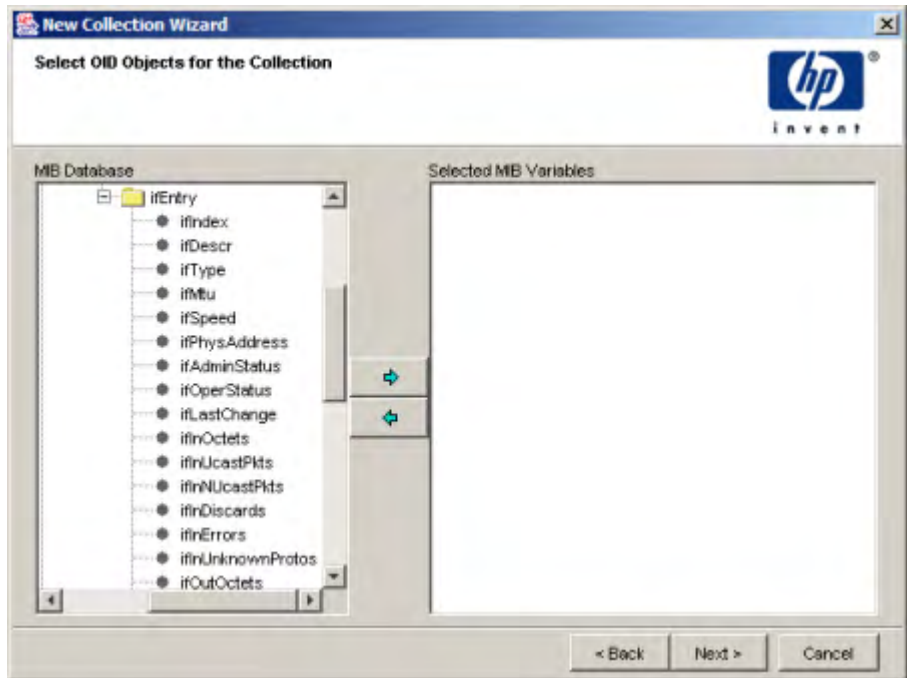 New Collection Wizard
Select OID Objects for the Collection
hp
®
invent
MIB Database
Selected MIB Variables
ifEntry
ifIndex
ifDescr
ifType
ifMtu
ifSpeed
ifPhysAddress
ifAdminStatus
ifOperStatus
ifLastChange
ifInOctets
ifInUcastPkts
ifInNUcastPkts
ifInDiscards
ifInErrors
ifInUnknownProtos
ifOutOctets
< Back
Next >
Cancel